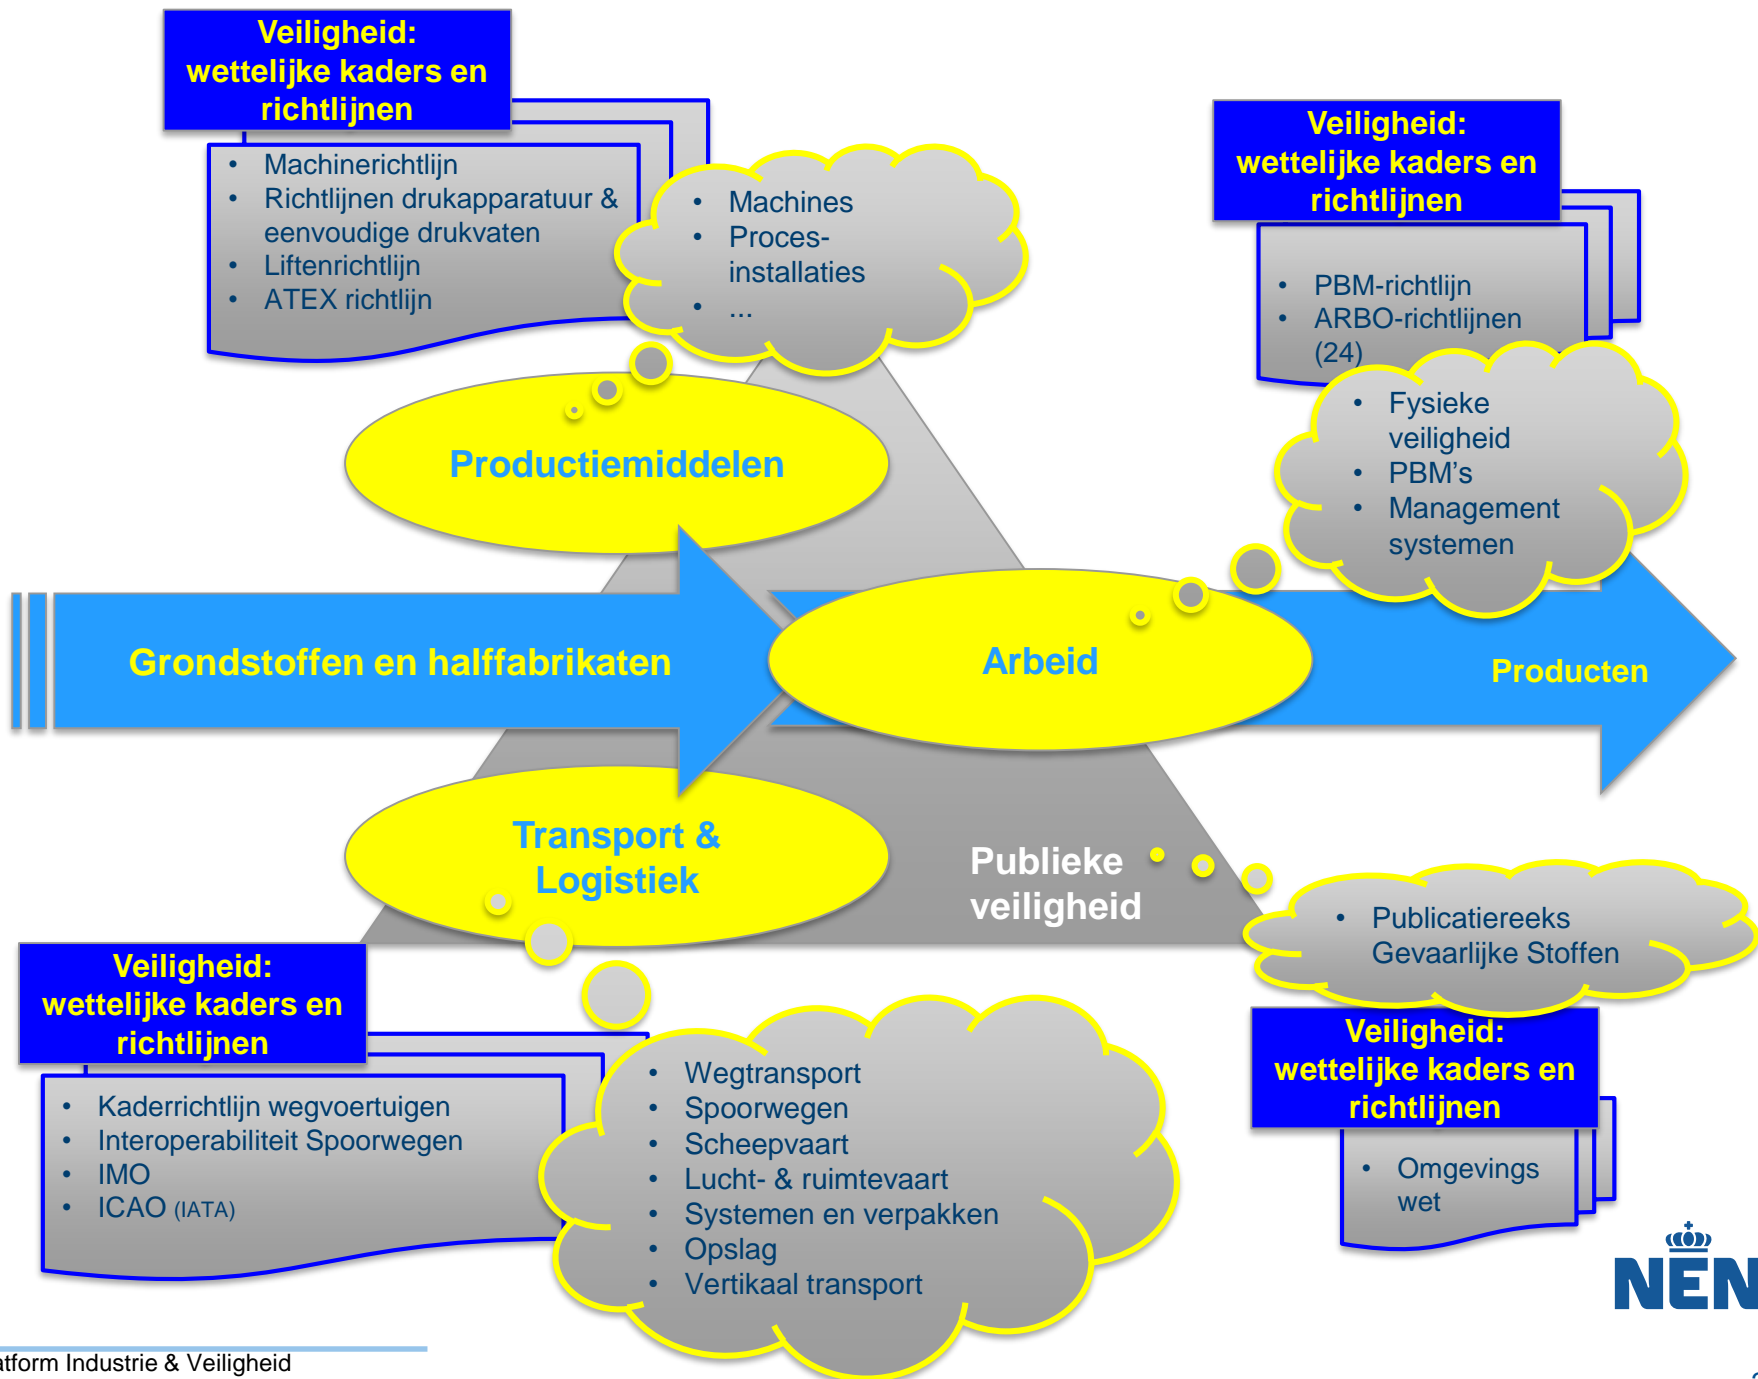 Veiligheid:
wettelijke kaders en
richtlijnen
• Machinerichtlijn
• Richtlijnen drukapparatuur &
eenvoudige drukvaten
• Liftenrichtlijn
• ATEX richtlijn
• Machines
• Proces-
installaties
• ...
Veiligheid:
wettelijke kaders en
richtlijnen
• PBM-richtlijn
• ARBO-richtlijnen
(24)
• Fysieke
veiligheid
• PBM’s
• Management
systemen
Productiemiddelen
Grondstoffen en halffabrikaten
Arbeid
Producten
Transport &
Logistiek
Publieke
veiligheid
• Publicatiereeks
Gevaarlijke Stoffen
Veiligheid:
wettelijke kaders en
richtlijnen
• Kaderrichtlijn wegvoertuigen
• Interoperabiliteit Spoorwegen
• IMO
• ICAO (IATA)
• Wegtransport
• Spoorwegen
• Scheepvaart
• Lucht- & ruimtevaart
• Systemen en verpakken
• Opslag
• Vertikaal transport
Veiligheid:
wettelijke kaders en
richtlijnen
• Omgevings
wet
NEN
atform Industrie & Veiligheid